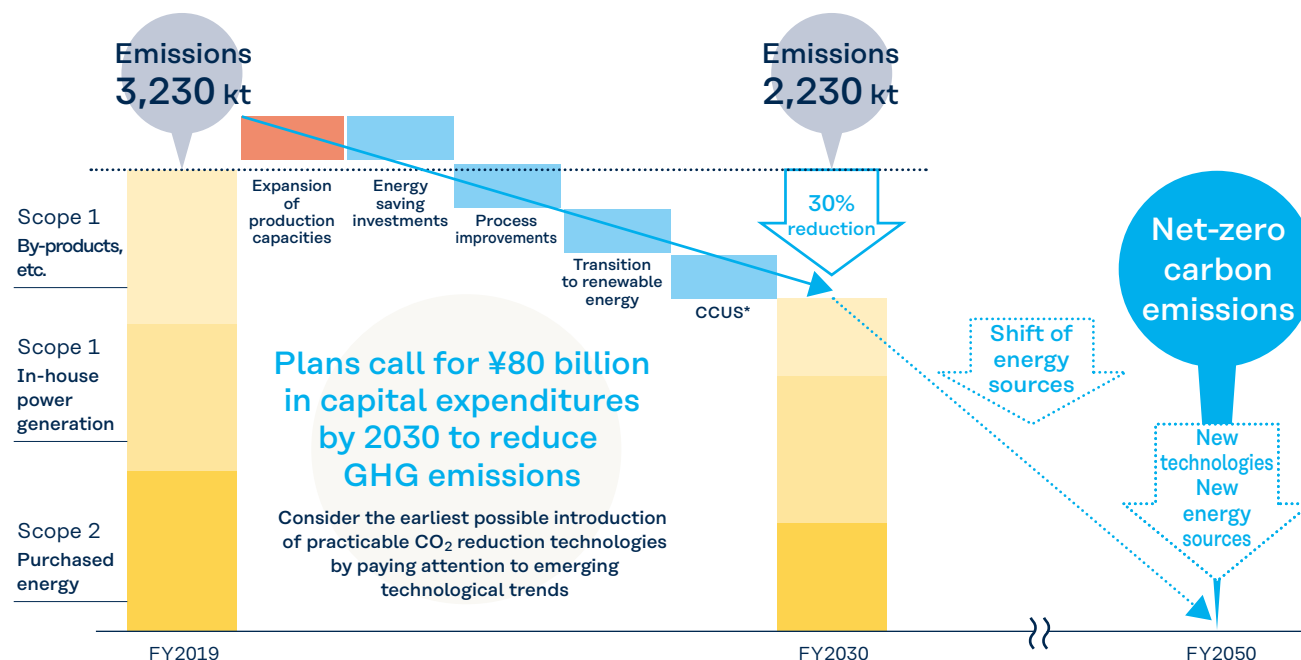 Emissions
3,230 kt
Emissions
2,230 kt
Expansion
of
production
capacities
Energy
saving
investments
Process
improvements
Transition
to renewable
energy
CCUS*
30%
reduction
Scope 1
By-products,
etc.
Scope 1
In-house
power
generation
Scope 2
Purchased
energy
Plans call for ¥80 billion
in capital expenditures
by 2030 to reduce
GHG emissions
Consider the earliest possible introduction
of practicable CO₂ reduction technologies
by paying attention to emerging
technological trends
Net-zero
carbon
emissions
Shift of
energy
sources
New
technologies
New
energy
sources
FY2019
FY2030
FY2050